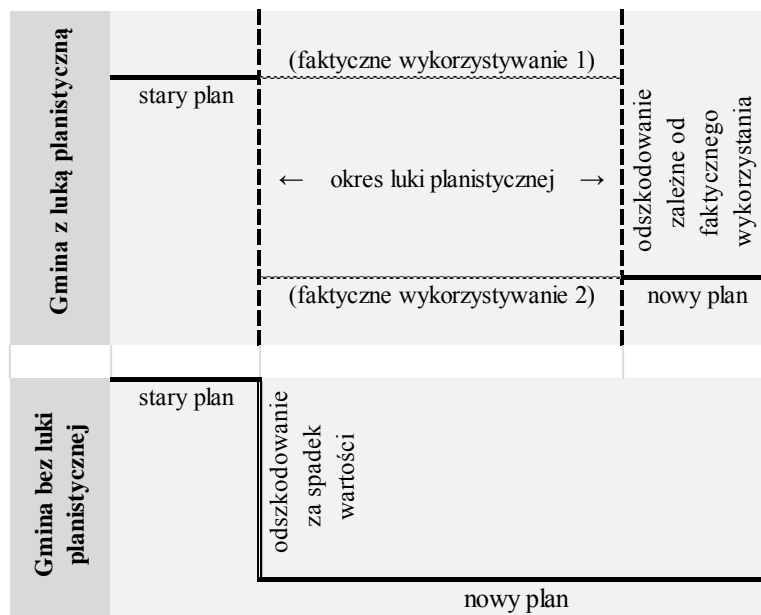 Gmina z luką planistyczną
(faktyczne wykorzystywanie 1)
stary plan
← okres luki planistycznej →
(faktyczne wykorzystywanie 2)
odszkodowanie
zależne od
faktycznego
wykorzystania
nowy plan
Gmina bez luki
planistycznej
stary plan
odszkodowanie
za spadek
wartości
nowy plan